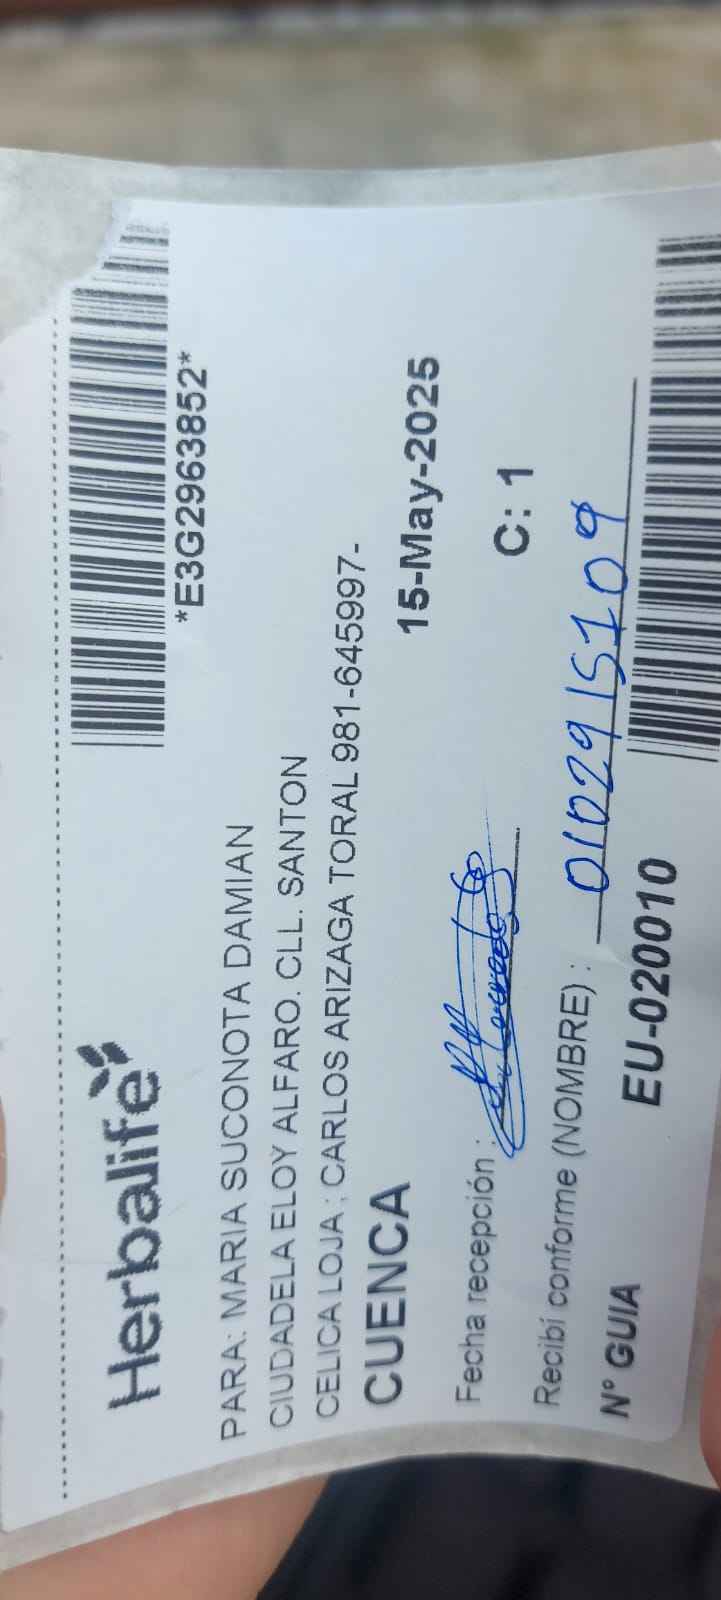 Herbalife
*E3G2963852*
PARA: MARIA SUCONOTA DAMIAN
CIUDADELA ELOY ALFARO. CLL. SANTON
CELICA LOJA ; CARLOS ARIZAGA TORAL 981-645997-
CUENCA
15-May-2025
Fecha recepción :
C: 1
Recibí conforme (NOMBRE) : 0102915109
N° GUIA EU-020010